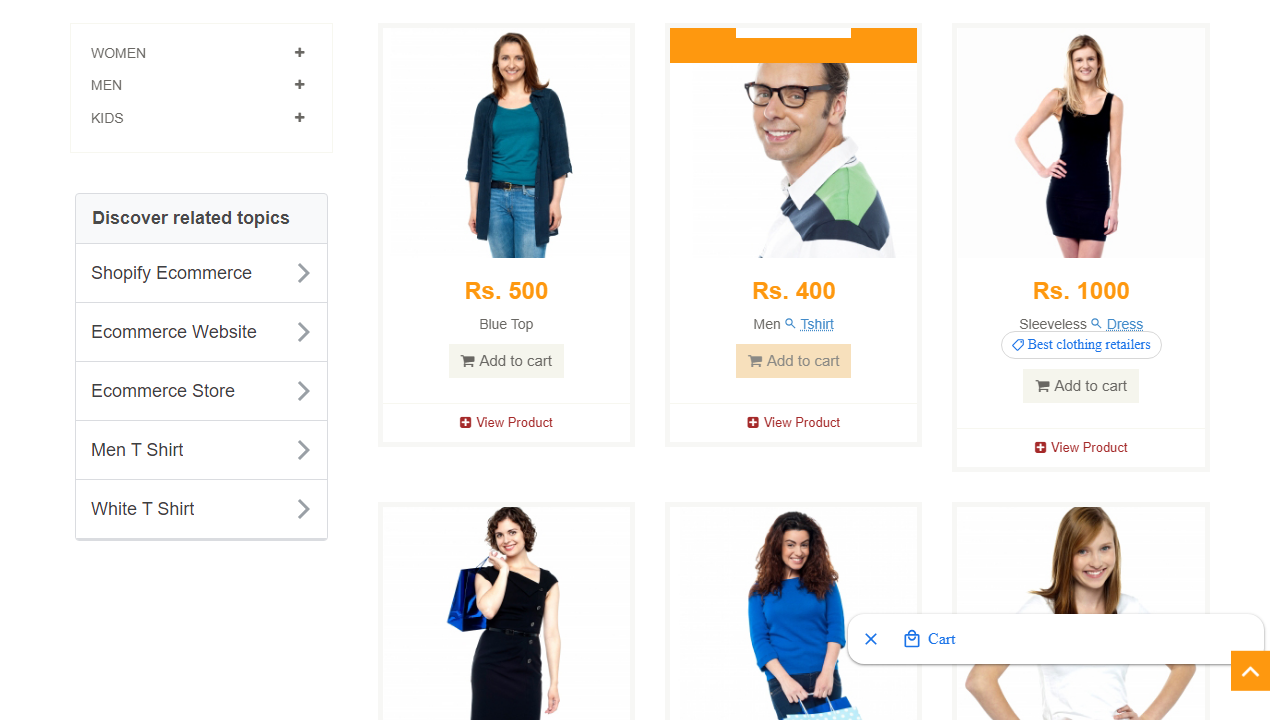 WOMEN
MEN
KIDS
Discover related topics
Shopify Ecommerce
Ecommerce Website
Ecommerce Store
Men T Shirt
White T Shirt
Rs. 500
Blue Top
Add to cart
View Product
Rs. 400
Men Tshirt
Add to cart
View Product
Rs. 1000
Sleeveless Dress
Best clothing retailers
Add to cart
View Product
Cart